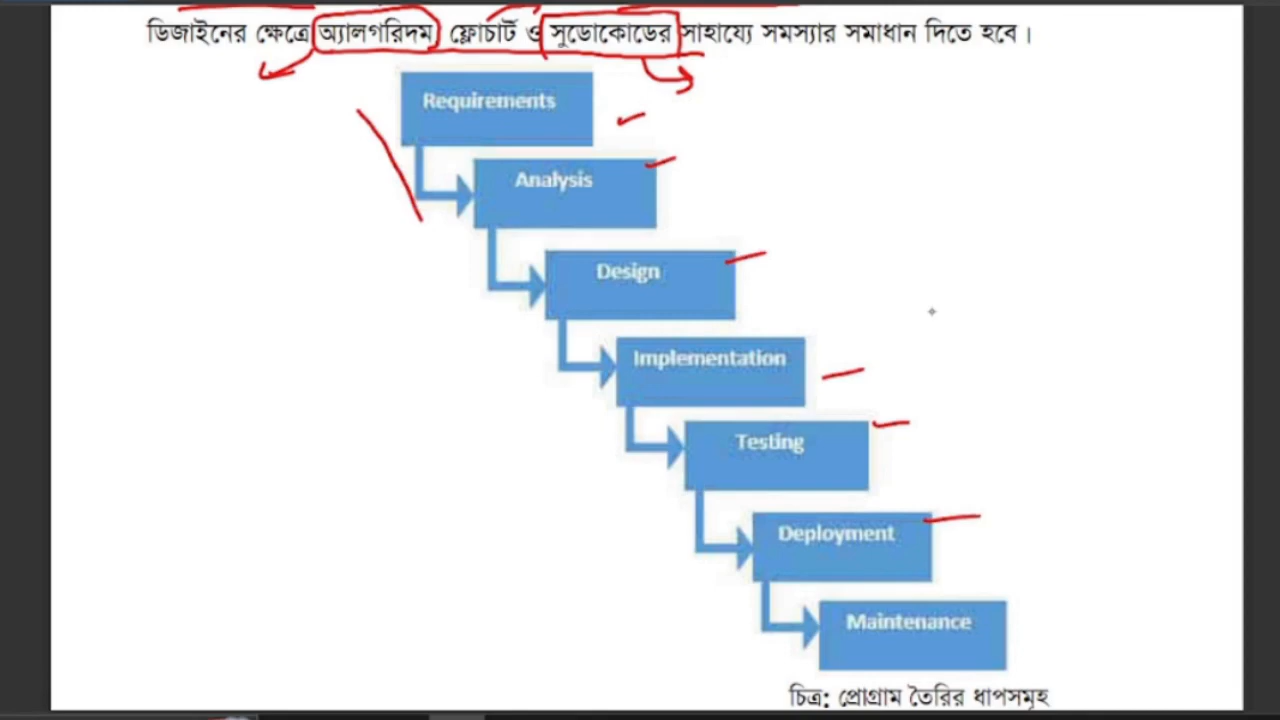 ডিজাইনের ক্ষেত্রে অ্যালগরিদম ফ্লোচার্ট ও সুডোকোডের সাহায্যে সমস্যার সমাধান দিতে হবে।
Requirements
Analysis
Design
Implementation
Testing
Deployment
Maintenance
চিত্র: প্রোগ্রাম তৈরির ধাপসমূহ